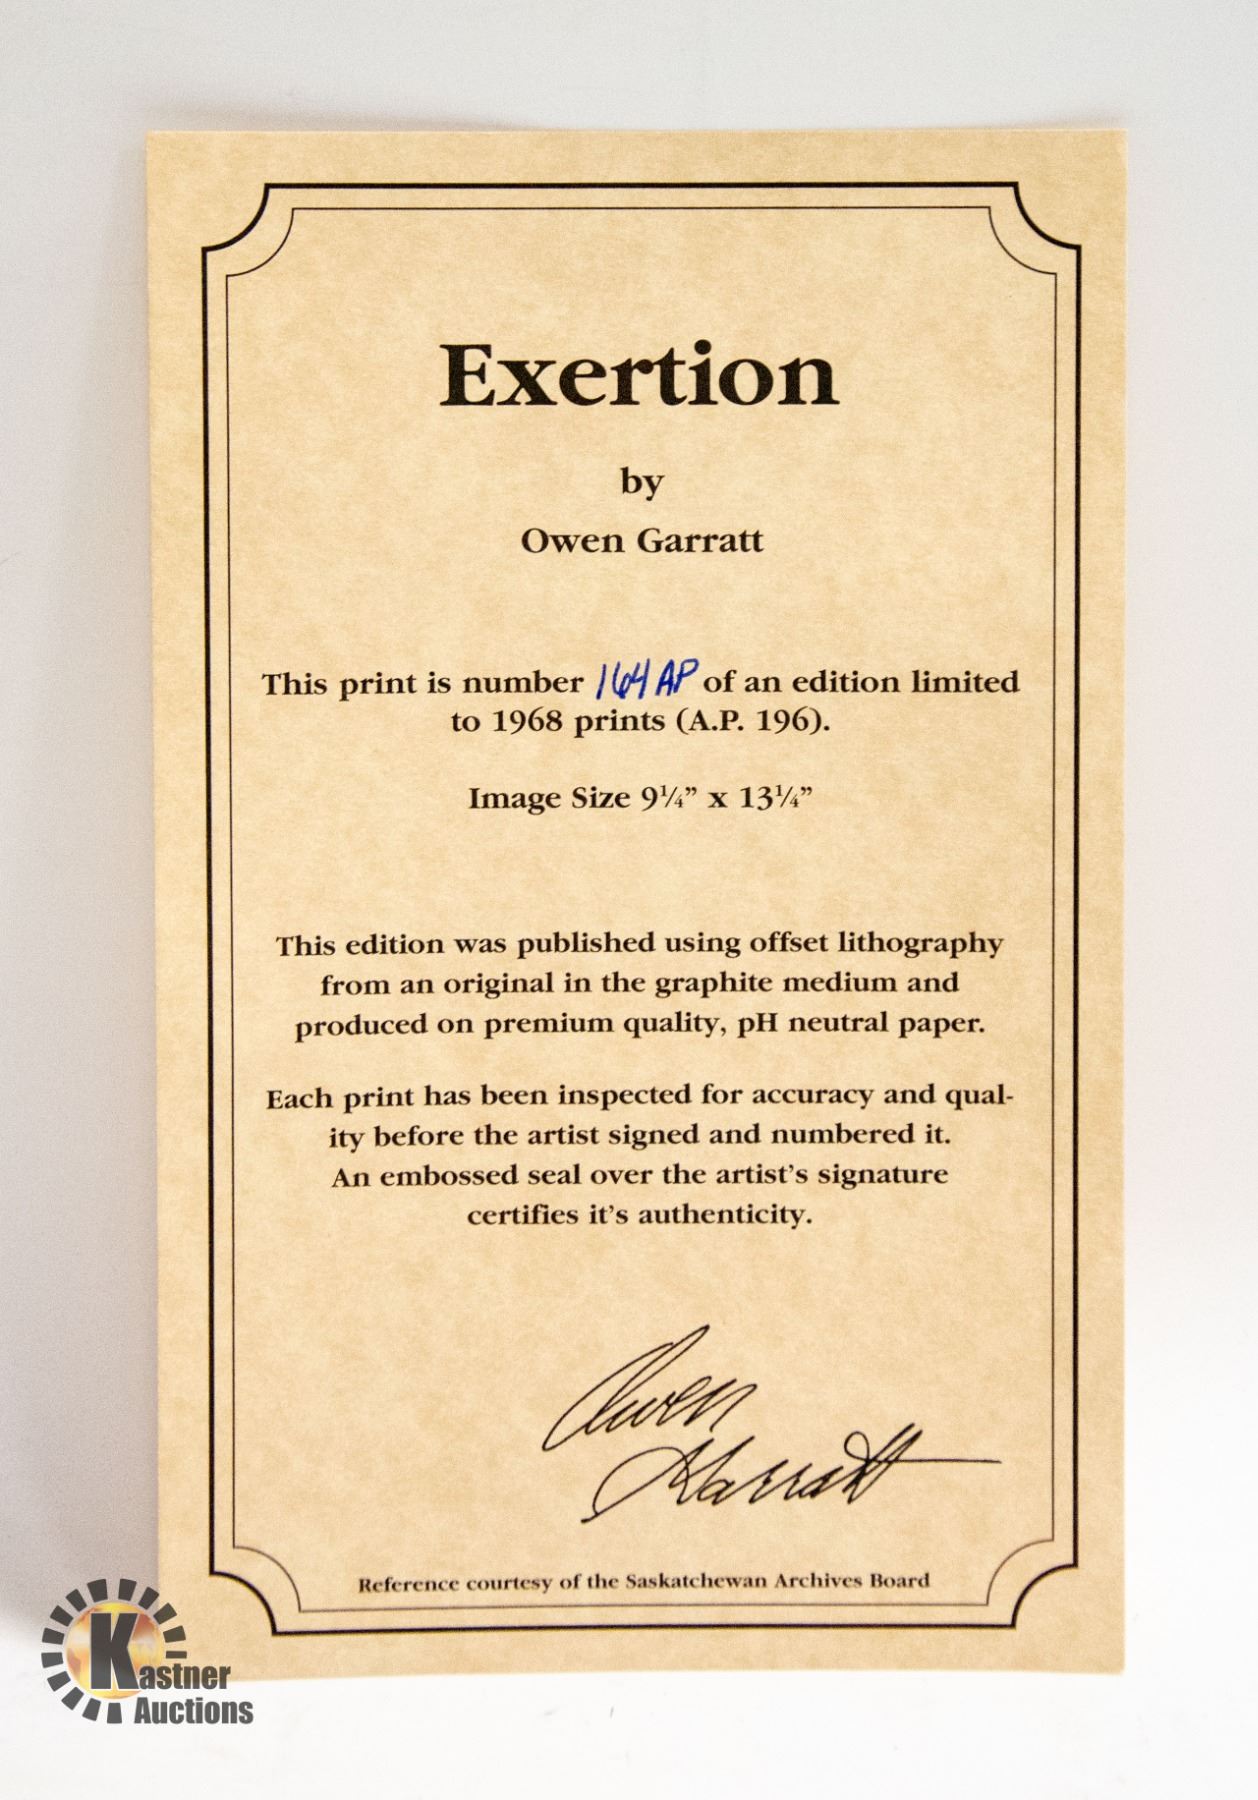 Exertion
by
Owen Garratt
This print is number 164 AP of an edition limited
to 1968 prints (A.P. 196).
Image Size 9¼” x 13¼”
This edition was published using offset lithography
from an original in the graphite medium and
produced on premium quality, pH neutral paper.
Each print has been inspected for accuracy and qual-
ity before the artist signed and numbered it.
An embossed seal over the artist’s signature
certifies it’s authenticity.
Owen
Garratt
Reference courtesy of the Saskatchewan Archives Board
Kastner
Auctions